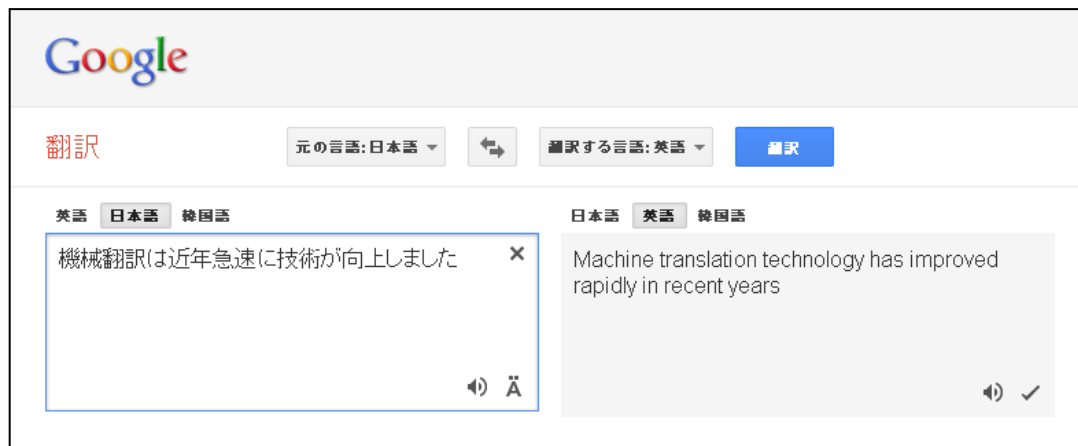 Google
翻訳
元の言語:日本語
翻訳する言語:英語
翻訳
英語 日本語 韓国語
日本語 英語 韓国語
機械翻訳は近年急速に技術が向上しました
Machine translation technology has improved
rapidly in recent years
Ä